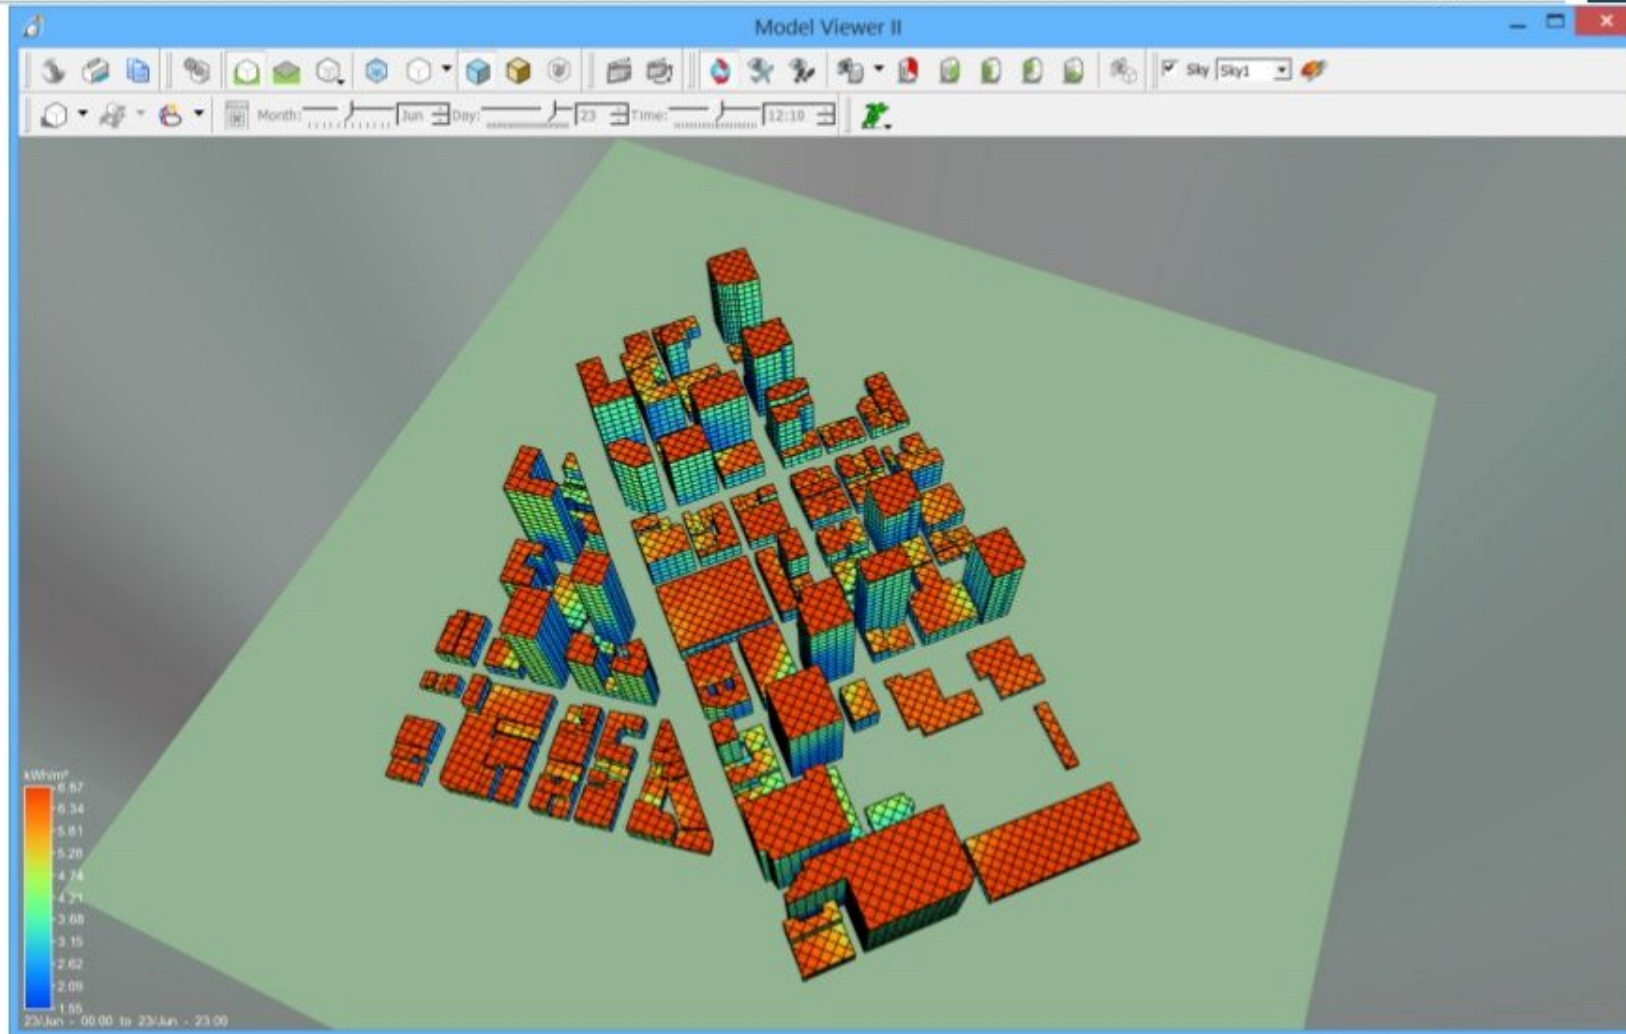 Model Viewer II
Sky Sky1
Month: Jun Day: 23 Time: 12:10
kWh/m²
6.87
6.34
5.81
5.28
4.74
4.21
3.68
3.15
2.62
2.09
1.55
23/Jun - 00:00 to 23/Jun - 23:00